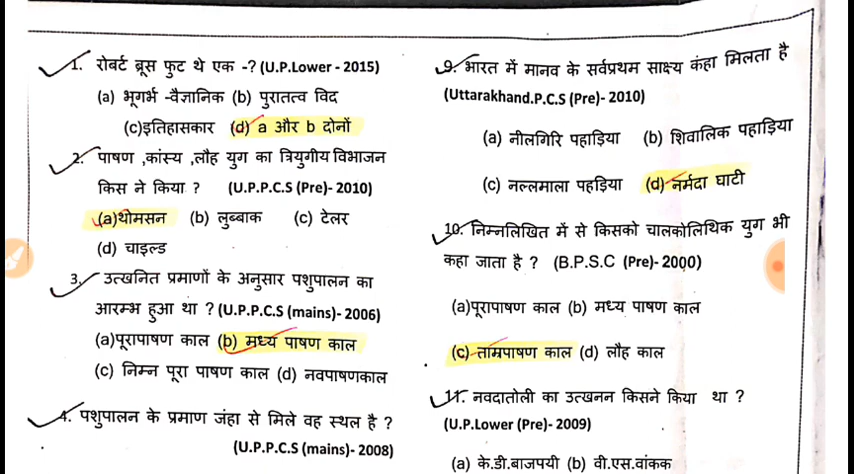 1. रोबर्ट ब्रूस फुट थे एक -? (U.P.Lower - 2015)
(a) भूगर्भ -वैज्ञानिक (b) पुरातत्व विद
(c)इतिहासकार (d) a और b दोनों
2. पाषण ,कांस्य ,लौह युग का त्रियुगीय विभाजन
किस ने किया ? (U.P.P.C.S (Pre)- 2010)
(a)थोमसन (b) लुब्बाक (c) टेलर
(d) चाइल्ड
3. उत्खनित प्रमाणों के अनुसार पशुपालन का
आरम्भ हुआ था ? (U.P.P.C.S (mains)- 2006)
(a)पूरापाषण काल (b) मध्य पाषण काल
(c) निम्न पूरा पाषण काल (d) नवपाषणकाल
4. पशुपालन के प्रमाण जंहा से मिले वह स्थल है ?
(U.P.P.C.S (mains)- 2008)
9. भारत में मानव के सर्वप्रथम साक्ष्य कंहा मिलता है
(Uttarakhand.P.C.S (Pre)- 2010)
(a) नीलगिरि पहाड़िया (b) शिवालिक पहाड़िया
(c) नल्लमाला पहड़िया (d) नर्मदा घाटी
10. निम्नलिखित में से किसको चालकोलिथिक युग भी
कहा जाता है ? (B.P.S.C (Pre)- 2000)
(a)पूरापाषण काल (b) मध्य पाषण काल
(c) ताम्रपाषण काल (d) लौह काल
11. नवदातोली का उत्खनन किसने किया था ?
(U.P.Lower (Pre)- 2009)
(a) के.डी.बाजपयी (b) वी.एस.वांकक